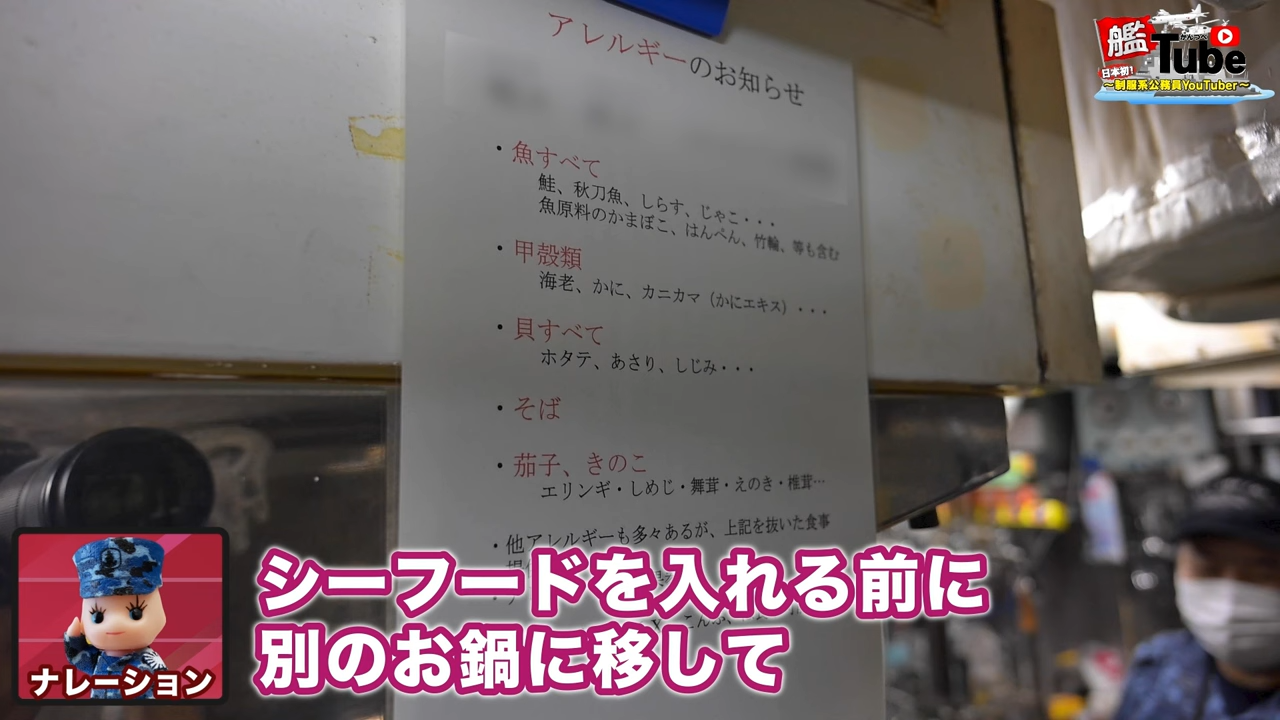 アレルギーのお知らせ
・魚すべて
鮭、秋刀魚、しらす、じゃこ・・・
魚原料のかまぼこ、はんぺん、竹輪、等も含む
・甲殻類
海老、かに、カニカマ（かにエキス）・・・
・貝すべて
ホタテ、あさり、しじみ・・・
・そば
・茄子、きのこ
エリンギ・しめじ・舞茸・えのき・椎茸…
・他アレルギーも多々あるが、上記を抜いた食事
シーフードを入れる前に
別のお鍋に移して
ナレーション
艦Tube
かんつべ
日本初！
～制服系公務員YouTuber～